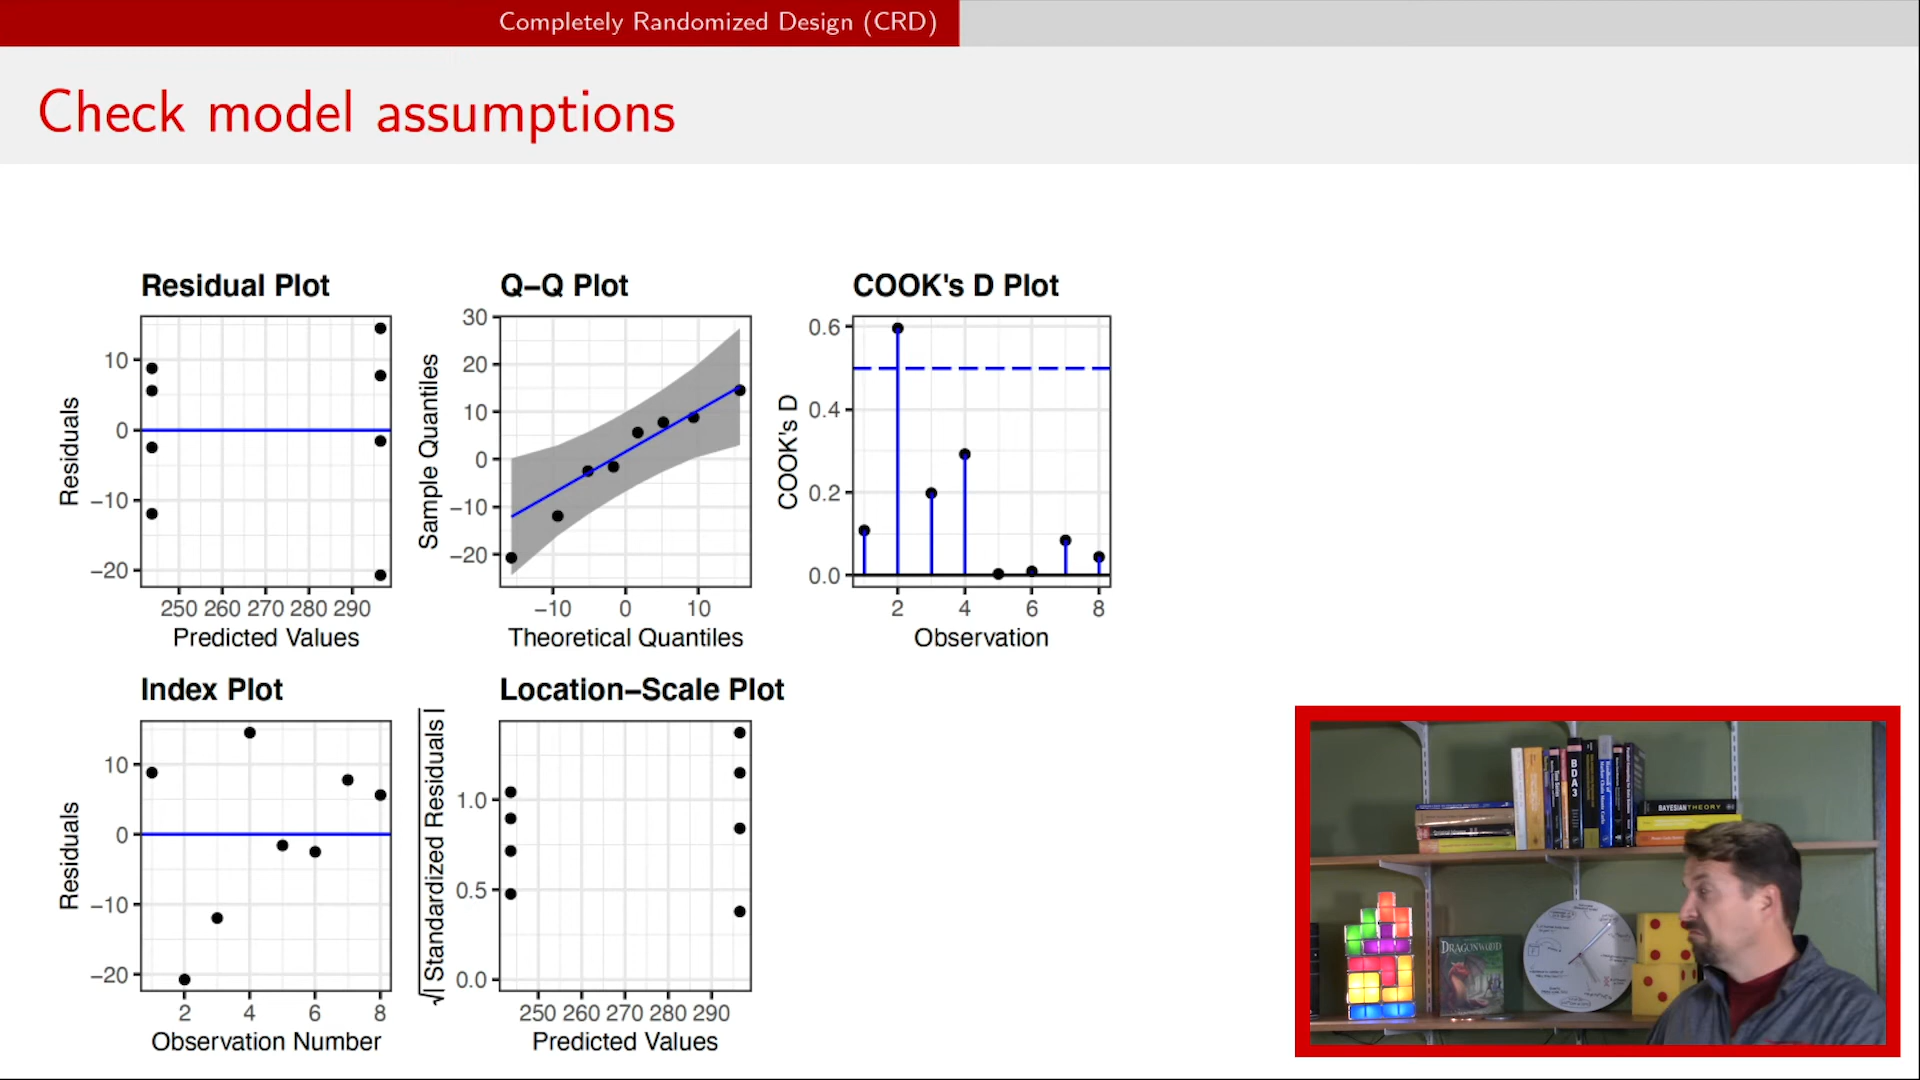 Completely Randomized Design (CRD)
Check model assumptions
Residual Plot
Residuals
10
0
−10
−20
250 260 270 280 290
Predicted Values
Q−Q Plot
Sample Quantiles
30
20
10
0
−10
−20
−10 0 10
Theoretical Quantiles
COOK's D Plot
COOK's D
0.6
0.4
0.2
0.0
2 4 6 8
Observation
Index Plot
Residuals
10
0
−10
−20
2 4 6 8
Observation Number
Location−Scale Plot
√| Standardized Residuals |
1.0
0.5
0.0
250 260 270 280 290
Predicted Values
BDA3
BAYESIAN THEORY
DRAGONWOOD